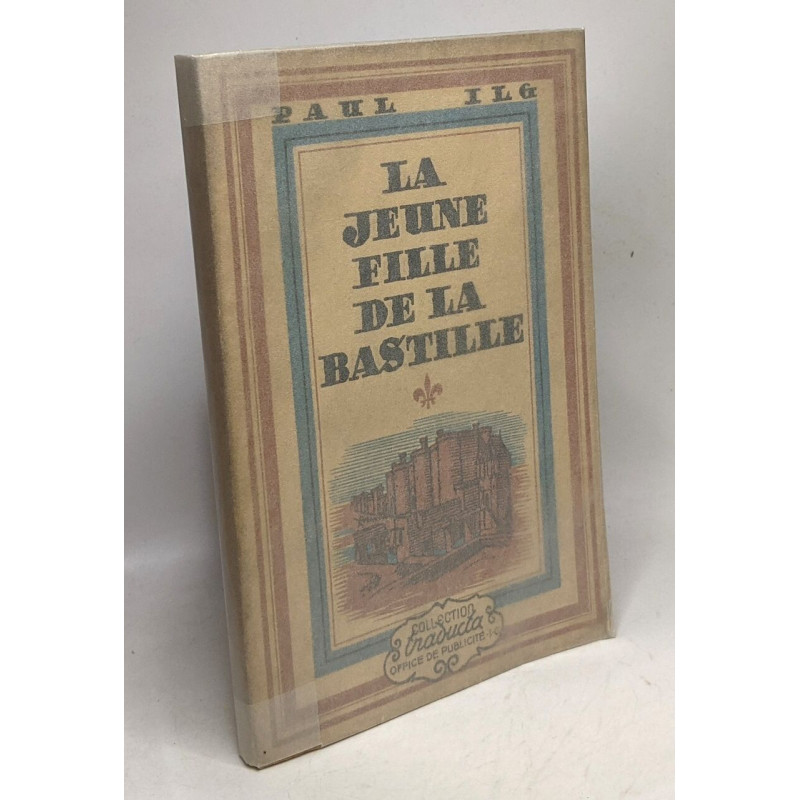 PAUL ILG
LA
JEUNE
FILLE
DE LA
BASTILLE
COLLECTION
traducta
OFFICE DE PUBLICITÉ